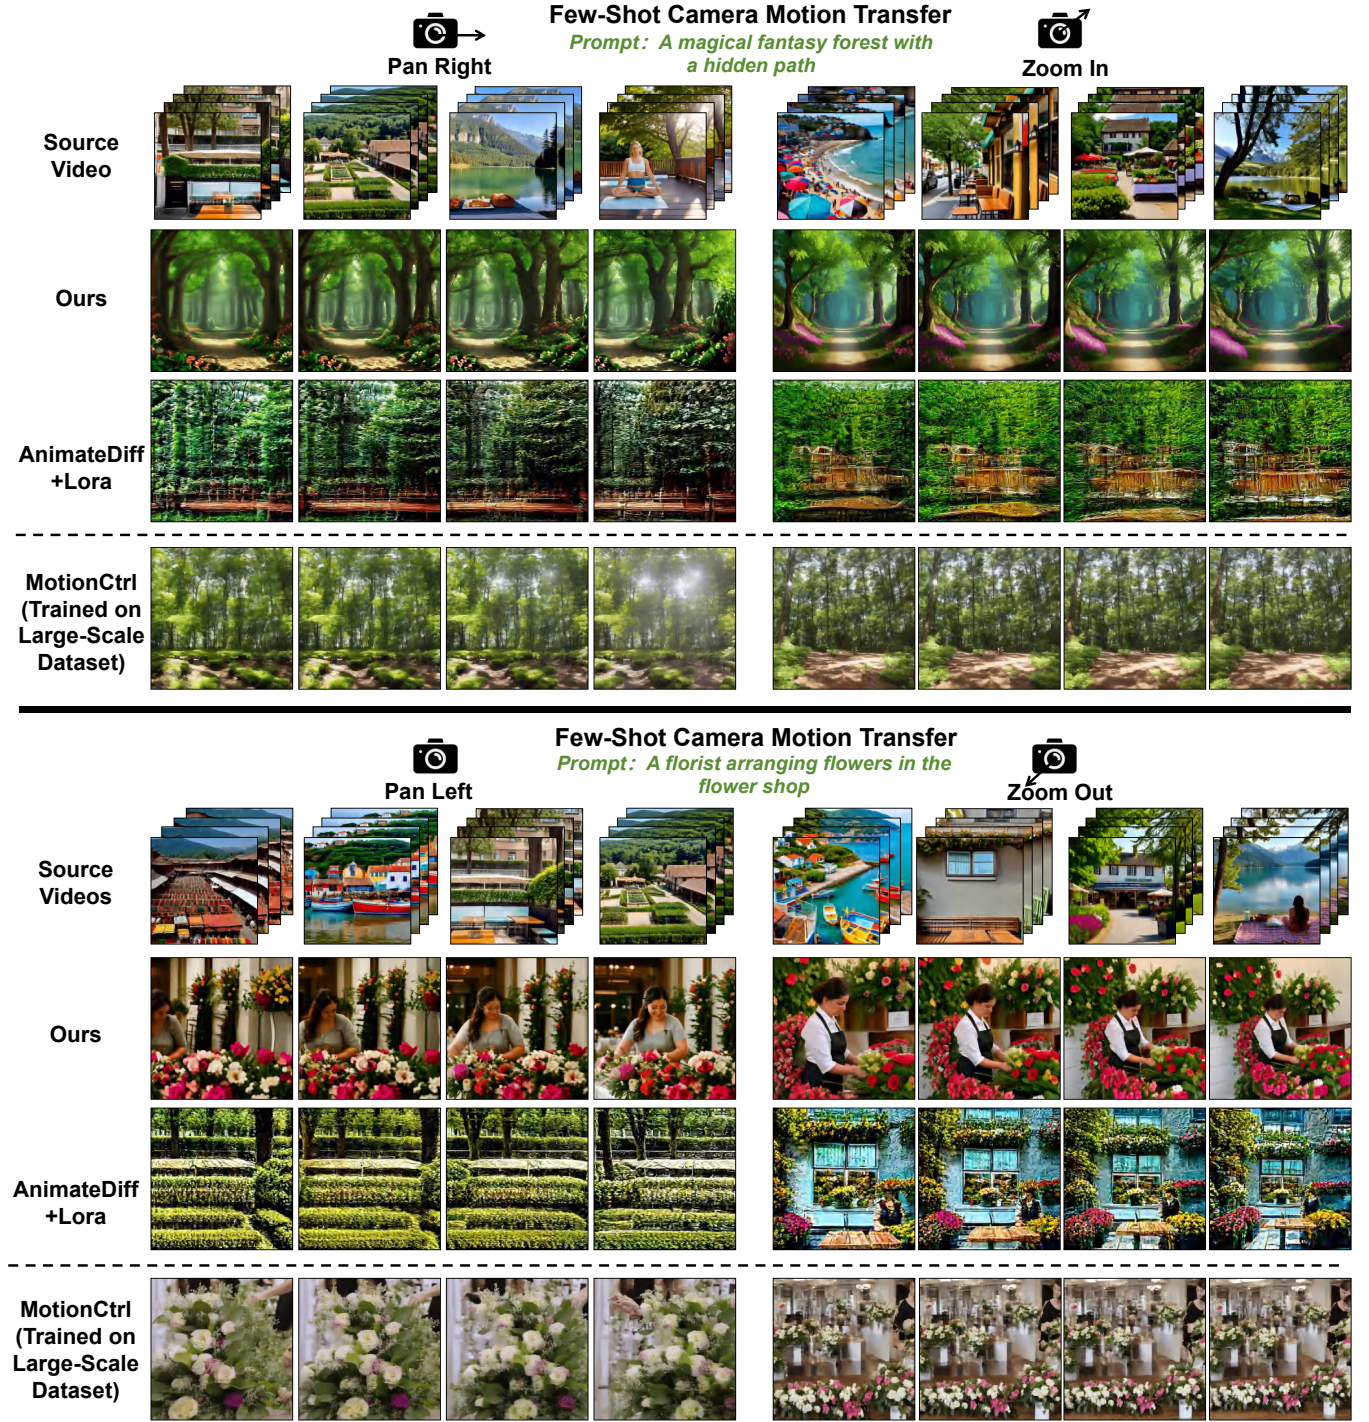 Few-Shot Camera Motion Transfer
Prompt: A magical fantasy forest with
a hidden path
Pan Right
Zoom In
Source
Video
Ours
AnimateDiff
+Lora
MotionCtrl
(Trained on
Large-Scale
Dataset)
Few-Shot Camera Motion Transfer
Prompt: A florist arranging flowers in the
flower shop
Pan Left
Zoom Out
Source
Videos
Ours
AnimateDiff
+Lora
MotionCtrl
(Trained on
Large-Scale
Dataset)